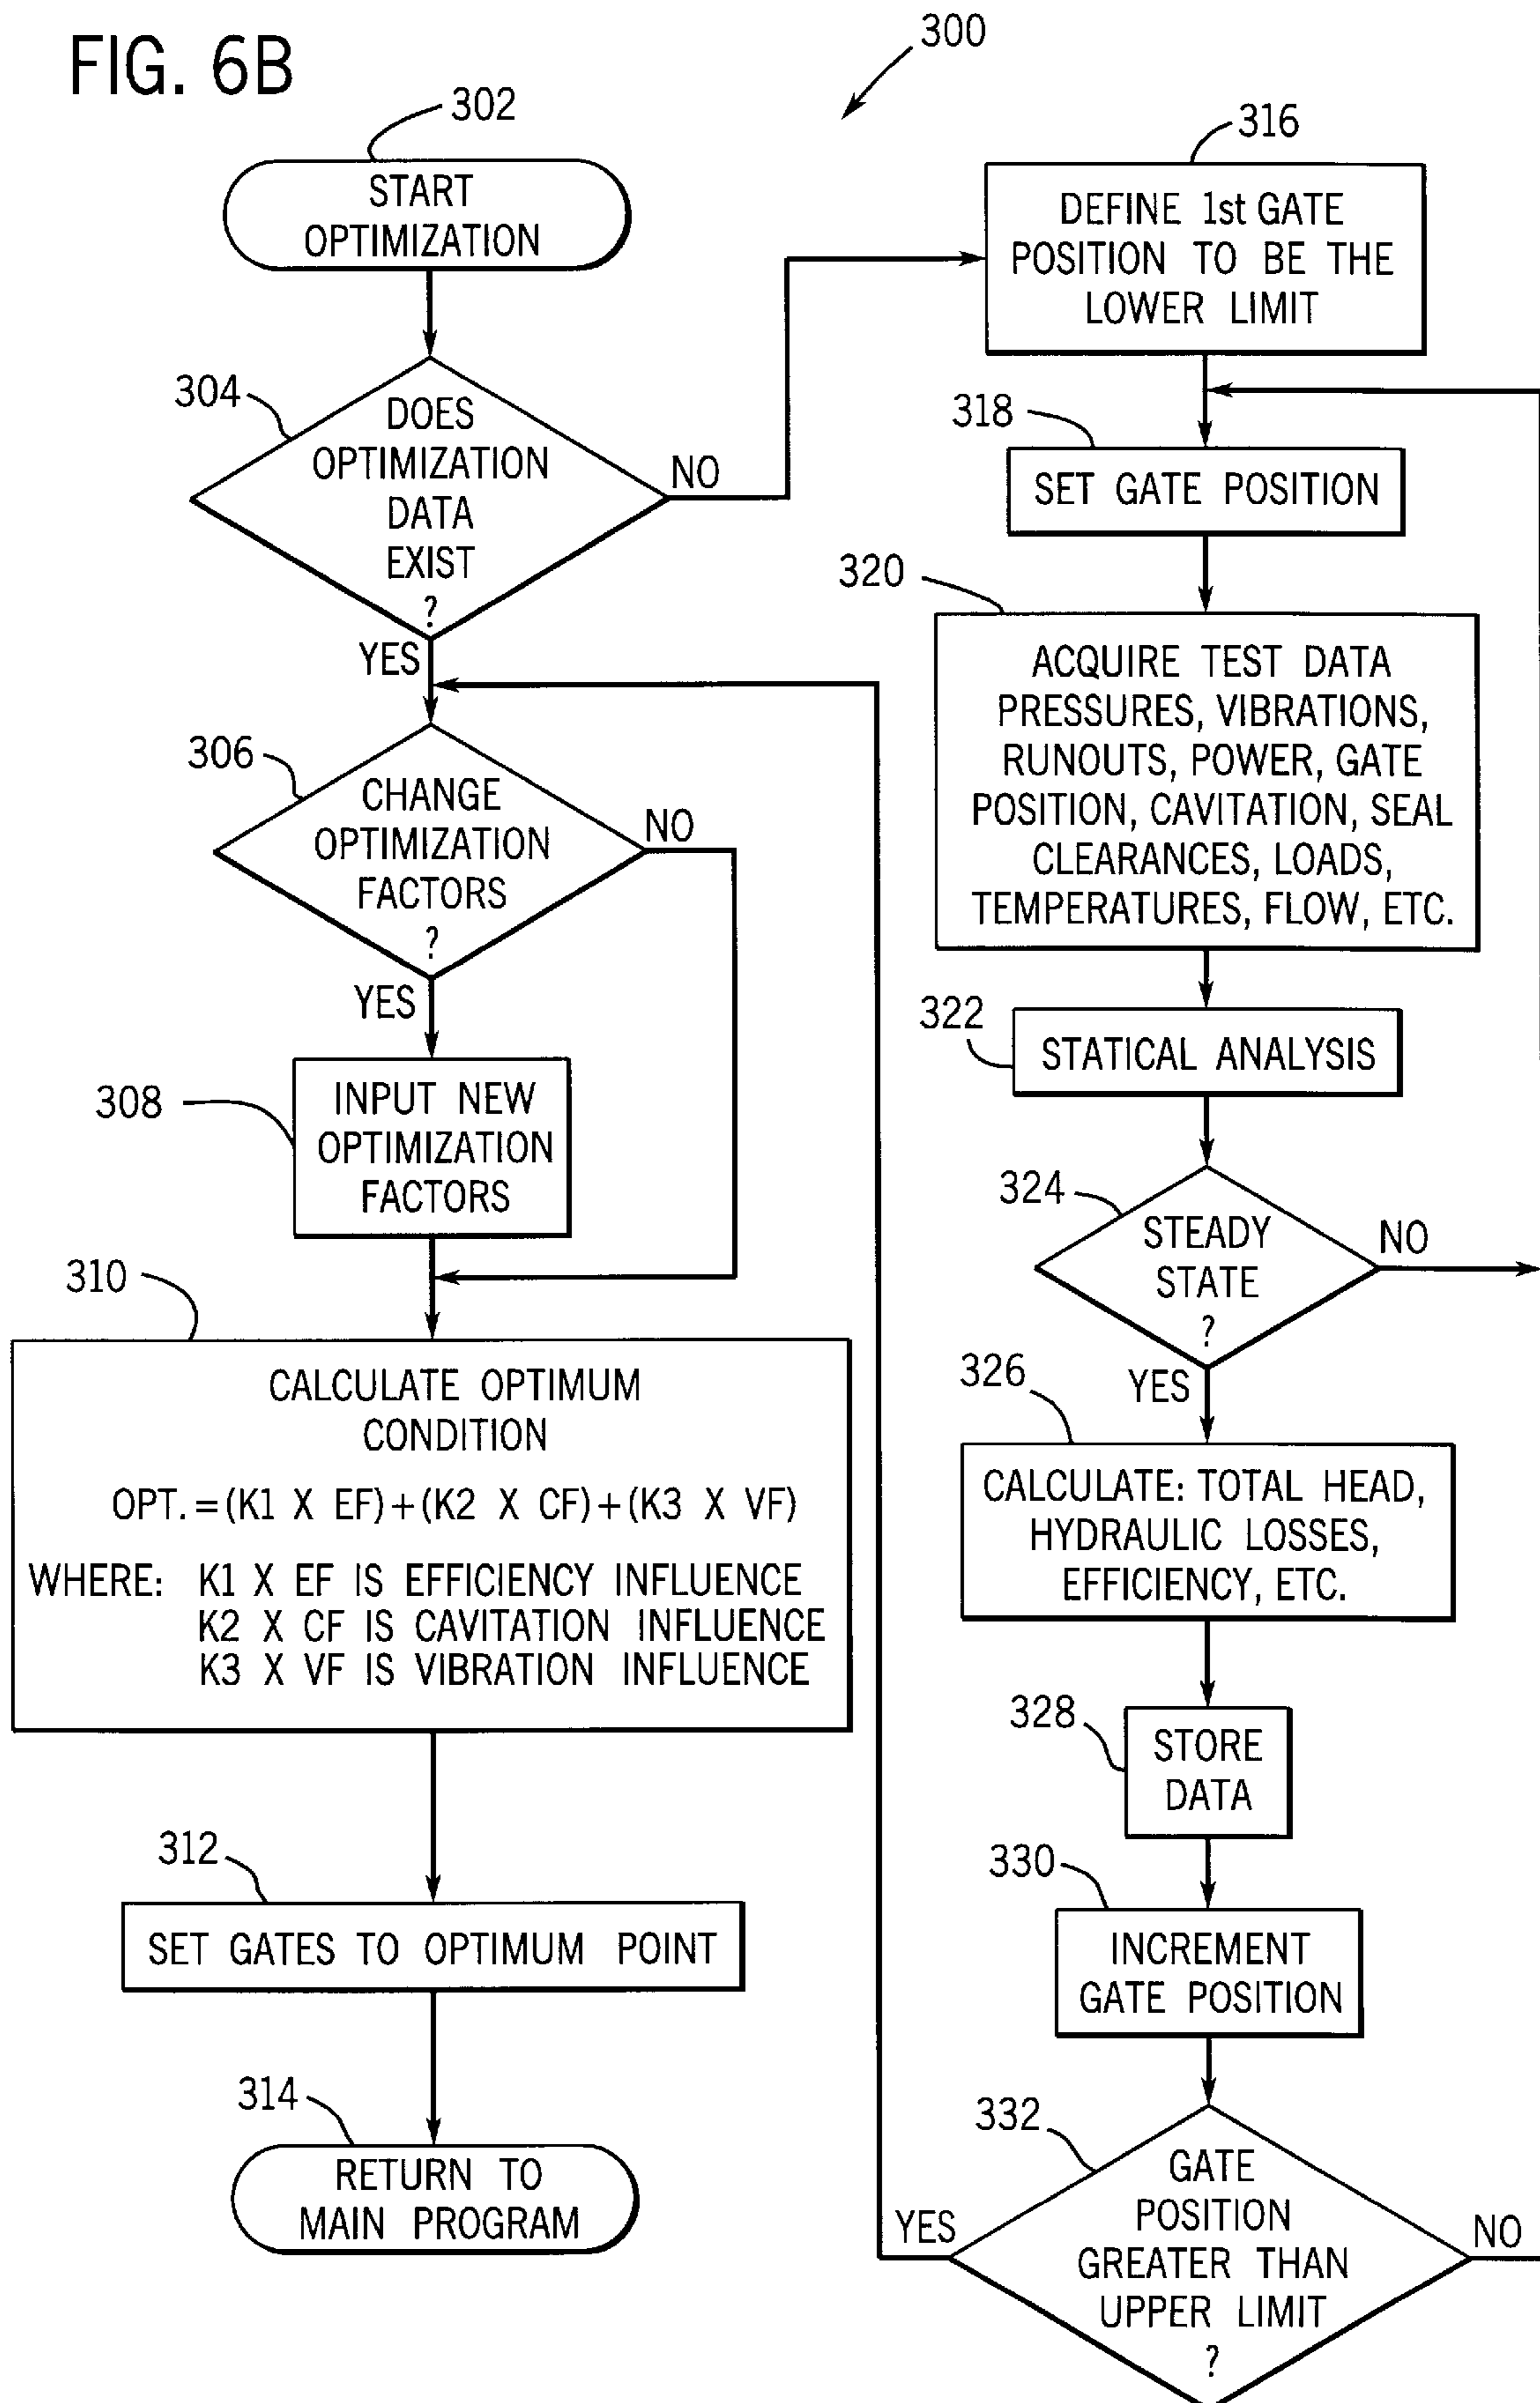 FIG. 6B
300
302
START
OPTIMIZATION
304
DOES
OPTIMIZATION
DATA
EXIST
?
NO
YES
306
CHANGE
OPTIMIZATION
FACTORS
?
NO
YES
308
INPUT NEW
OPTIMIZATION
FACTORS
310
CALCULATE OPTIMUM
CONDITION
OPT. = (K1 X EF) + (K2 X CF) + (K3 X VF)
WHERE: K1 X EF IS EFFICIENCY INFLUENCE
K2 X CF IS CAVITATION INFLUENCE
K3 X VF IS VIBRATION INFLUENCE
312
SET GATES TO OPTIMUM POINT
314
RETURN TO
MAIN PROGRAM
316
DEFINE 1st GATE
POSITION TO BE THE
LOWER LIMIT
318
SET GATE POSITION
320
ACQUIRE TEST DATA
PRESSURES, VIBRATIONS,
RUNOUTS, POWER, GATE
POSITION, CAVITATION, SEAL
CLEARANCES, LOADS,
TEMPERATURES, FLOW, ETC.
322
STATICAL ANALYSIS
324
STEADY
STATE
?
NO
YES
326
CALCULATE: TOTAL HEAD,
HYDRAULIC LOSSES,
EFFICIENCY, ETC.
328
STORE
DATA
330
INCREMENT
GATE POSITION
332
GATE
POSITION
GREATER THAN
UPPER LIMIT
?
YES
NO